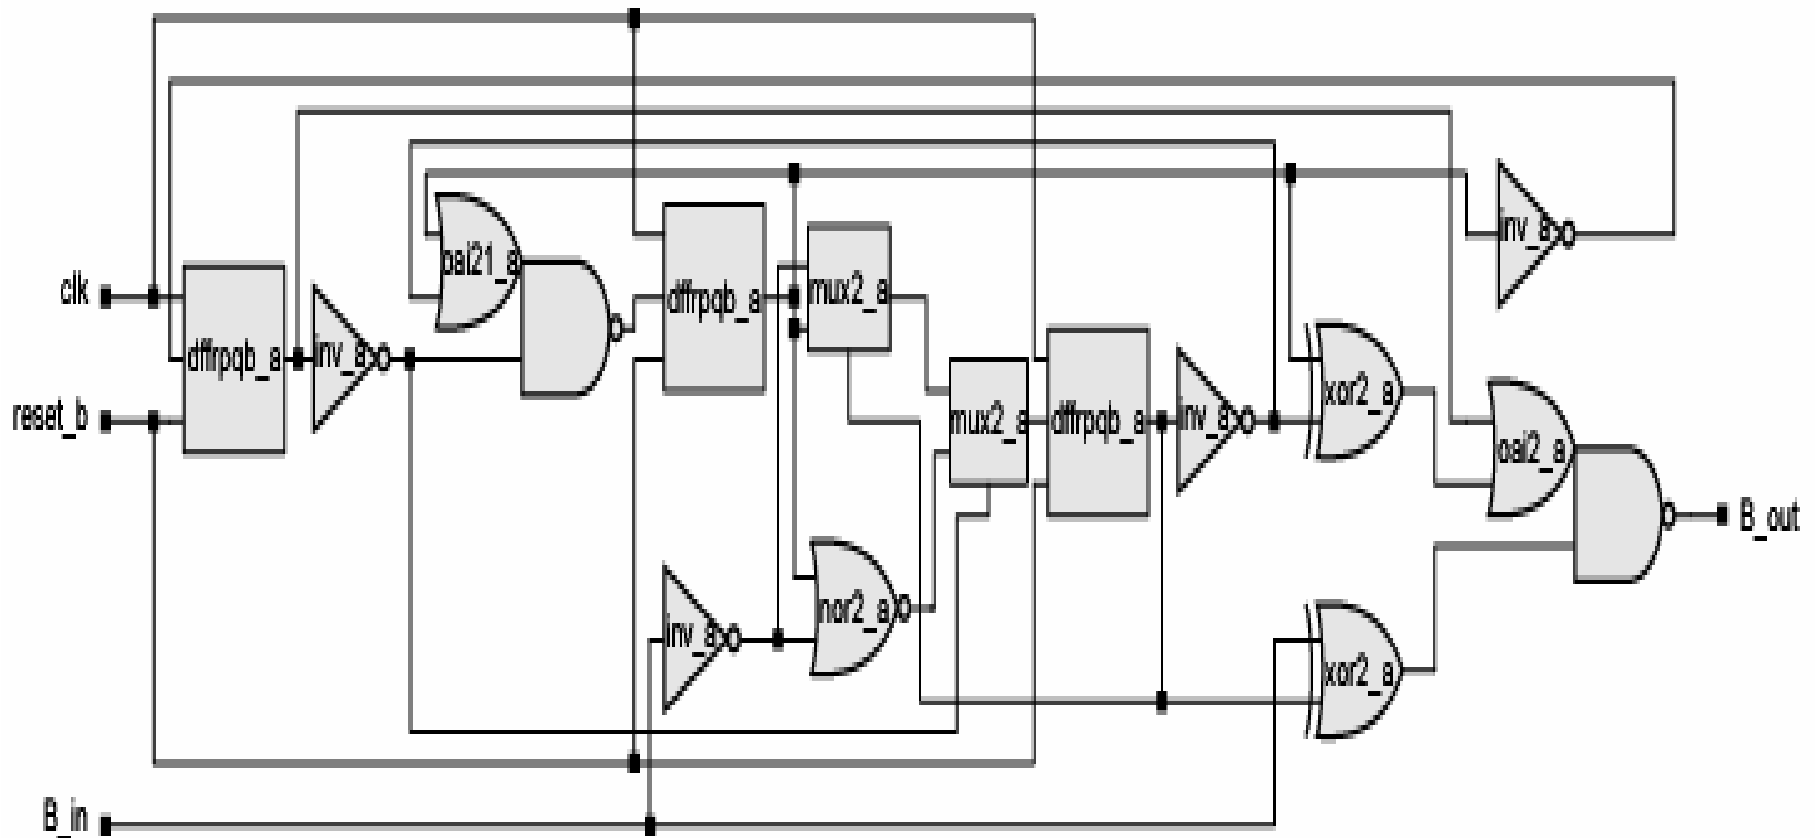 inv_a
oai21_a
clk
dffrpqb_a
mux2_a
dffrpqb_a
inv_a
xor2_a
reset_b
mux2_a
dffrpqb_a
inv_a
oai2_a
B_out
nor2_a
inv_a
xor2_a
B_in